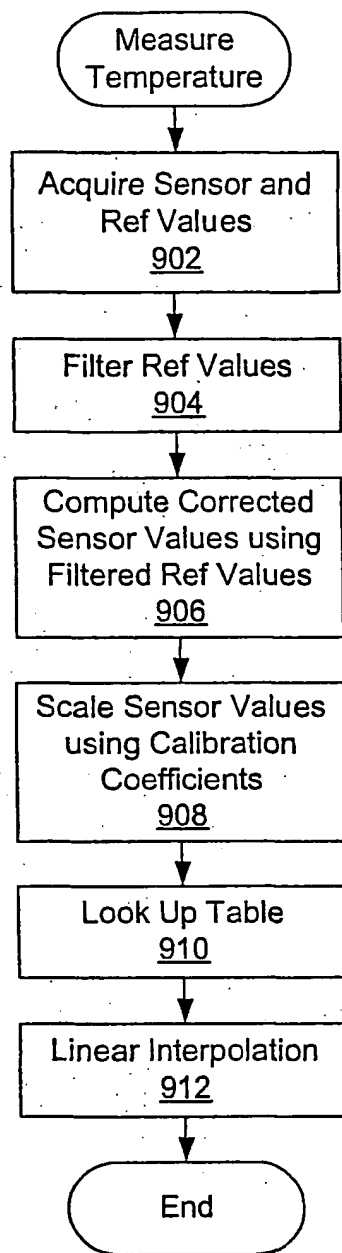 Measure
Temperature
Acquire Sensor and
Ref Values
902
Filter Ref Values
904
Compute Corrected
Sensor Values using
Filtered Ref Values
906
Scale Sensor Values
using Calibration
Coefficients
908
Look Up Table
910
Linear Interpolation
912
End